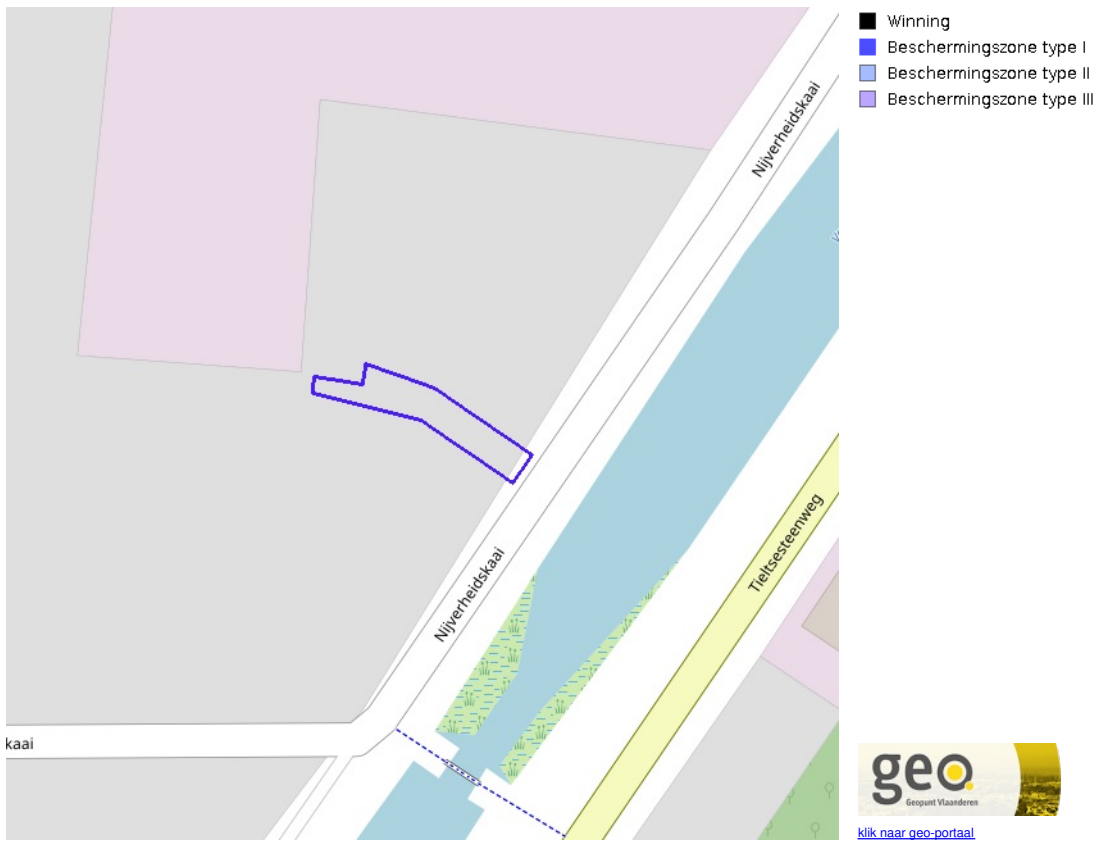 Winning
Beschermingszone type I
Beschermingszone type II
Beschermingszone type III
Nijverheidskaai
Tieltsesteenweg
Nijverheidskaai
kaai
geo.
Geopunt Vlaanderen
klik naar geo-portaal